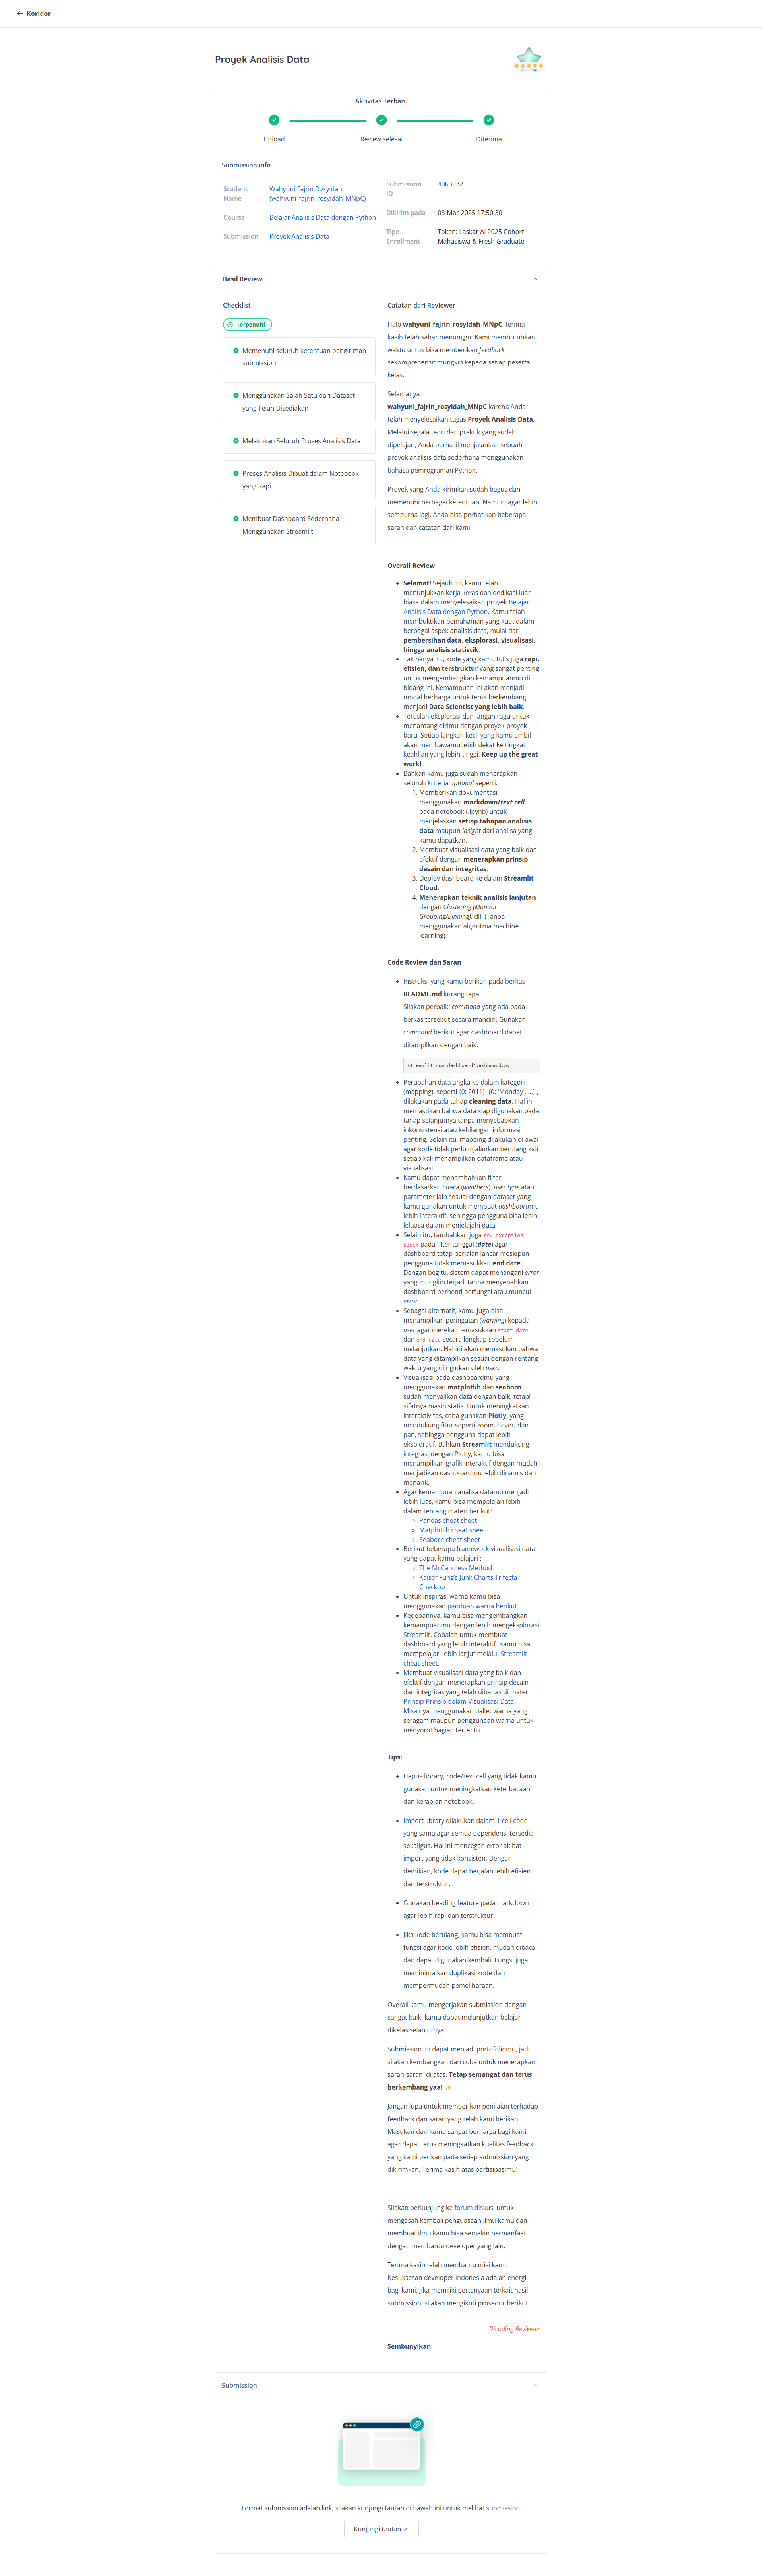 Koridor
Proyek Analisis Data
Aktivitas Terbaru
Upload
Review selesai
Diterima
Submission info
Student
Name
Wahyuni Fajrin Rosyidah
(wahyuni_fajrin_rosyidah_MNpC)
Course
Belajar Analisis Data dengan Python
Submission
Proyek Analisis Data
Submission
ID
4063932
Dikirim pada
08-Mar-2025 17:50:30
Tipe
Enrollment
Token: Laskar Ai 2025 Cohort
Mahasiswa & Fresh Graduate
Hasil Review
Checklist
Terpenuhi
Memenuhi seluruh ketentuan pengiriman
submission
Menggunakan Salah Satu dari Dataset
yang Telah Disediakan
Melakukan Seluruh Proses Analisis Data
Proses Analisis Dibuat dalam Notebook
yang Rapi
Membuat Dashboard Sederhana
Menggunakan Streamlit
Catatan dari Reviewer
Halo wahyuni_fajrin_rosyidah_MNpC, terima
kasih telah sabar menunggu. Kami membutuhkan
waktu untuk bisa memberikan feedback
sekomprehensif mungkin kepada setiap peserta
kelas.
Selamat ya
wahyuni_fajrin_rosyidah_MNpC karena Anda
telah menyelesaikan tugas Proyek Analisis Data.
Melalui segala teori dan praktik yang sudah
dipelajari, Anda berhasil menjalankan sebuah
proyek analisis data sederhana menggunakan
bahasa pemrograman Python.
Proyek yang Anda kirimkan sudah bagus dan
memenuhi berbagai ketentuan. Namun, agar lebih
sempurna lagi, Anda bisa perhatikan beberapa
saran dan catatan dari kami.
Overall Review
Selamat! Sejauh ini, kamu telah
menunjukkan kerja keras dan dedikasi luar
biasa dalam menyelesaikan proyek Belajar
Analisis Data dengan Python. Kamu telah
membuktikan pemahaman yang kuat dalam
berbagai aspek analisis data, mulai dari
pembersihan data, eksplorasi, visualisasi,
hingga analisis statistik.
Tak hanya itu, kode yang kamu tulis juga rapi,
efisien, dan terstruktur yang sangat penting
untuk mengembangkan kemampuanmu di
bidang ini. Kemampuan ini akan menjadi
modal berharga untuk terus berkembang
menjadi Data Scientist yang lebih baik.
Teruslah eksplorasi dan jangan ragu untuk
menantang dirimu dengan proyek-proyek
baru. Setiap langkah kecil yang kamu ambil
akan membawamu lebih dekat ke tingkat
keahlian yang lebih tinggi. Keep up the great
work!
Bahkan kamu juga sudah menerapkan
seluruh kriteria optional seperti:
1. Memberikan dokumentasi
menggunakan markdown/text cell
pada notebook (.ipynb) untuk
menjelaskan setiap tahapan analisis
data maupun insight dari analisa yang
kamu dapatkan.
2. Membuat visualisasi data yang baik dan
efektif dengan menerapkan prinsip
desain dan integritas.
3. Deploy dashboard ke dalam Streamlit
Cloud.
4. Menerapkan teknik analisis lanjutan
dengan Clustering (Manual
Grouping/Binning), dll. (Tanpa
menggunakan algoritma machine
learning).
Code Review dan Saran
Instruksi yang kamu berikan pada berkas
README.md kurang tepat.
Silakan perbaiki command yang ada pada
berkas tersebut secara mandiri. Gunakan
command berikut agar dashboard dapat
ditampilkan dengan baik:
streamlit run dashboard/dashboard.py
Perubahan data angka ke dalam kategori
(mapping), seperti {0: 2011} {0: 'Monday', ...} ,
dilakukan pada tahap cleaning data. Hal ini
memastikan bahwa data siap digunakan pada
tahap selanjutnya tanpa menyebabkan
inkonsistensi atau kehilangan informasi
penting. Selain itu, mapping dilakukan di awal
agar kode tidak perlu dijalankan berulang kali
setiap kali menampilkan dataframe atau
visualisasi.
Kamu dapat menambahkan filter
berdasarkan cuaca (weathers), user type atau
parameter lain sesuai dengan dataset yang
kamu gunakan untuk membuat dashboardmu
lebih interaktif, sehingga pengguna bisa lebih
leluasa dalam menjelajahi data.
Selain itu, tambahkan juga try-exception
block pada filter tanggal (date) agar
dashboard tetap berjalan lancar meskipun
pengguna tidak memasukkan end date.
Dengan begitu, sistem dapat menangani error
yang mungkin terjadi tanpa menyebabkan
dashboard berhenti berfungsi atau muncul
error.
Sebagai alternatif, kamu juga bisa
menampilkan peringatan (warning) kepada
user agar mereka memasukkan start date
dan end date secara lengkap sebelum
melanjutkan. Hal ini akan memastikan bahwa
data yang ditampilkan sesuai dengan rentang
waktu yang diinginkan oleh user.
Visualisasi pada dashboardmu yang
menggunakan matplotlib dan seaborn
sudah menyajikan data dengan baik, tetapi
sifatnya masih statis. Untuk meningkatkan
interaktivitas, coba gunakan Plotly, yang
mendukung fitur seperti zoom, hover, dan
pan, sehingga pengguna dapat lebih
eksploratif. Bahkan Streamlit mendukung
integrasi dengan Plotly, kamu bisa
menampilkan grafik interaktif dengan mudah,
menjadikan dashboardmu lebih dinamis dan
menarik.
Agar kemampuan analisa datamu menjadi
lebih luas, kamu bisa mempelajari lebih
dalam tentang materi berikut:
Pandas cheat sheet
Matplotlib cheat sheet
Seaborn cheat sheet
Berikut beberapa framework visualisasi data
yang dapat kamu pelajari :
The McCandless Method
Kaiser Fung's Junk Charts Trifecta
Checkup
Untuk inspirasi warna kamu bisa
menggunakan panduan warna berikut.
Kedepannya, kamu bisa mengembangkan
kemampuanmu dengan lebih mengeksplorasi
Streamlit. Cobalah untuk membuat
dashboard yang lebih interaktif. Kamu bisa
mempelajari lebih lanjut melalui Streamlit
cheat sheet.
Membuat visualisasi data yang baik dan
efektif dengan menerapkan prinsip desain
dan integritas yang telah dibahas di materi
Prinsip-Prinsip dalam Visualisasi Data.
Misalnya menggunakan pallet warna yang
seragam maupun penggunaan warna untuk
menyorot bagian tertentu.
Tips:
Hapus library, code/text cell yang tidak kamu
gunakan untuk meningkatkan keterbacaan
dan kerapian notebook.
Import library dilakukan dalam 1 cell code
yang sama agar semua dependensi tersedia
sekaligus. Hal ini mencegah error akibat
import yang tidak konsisten. Dengan
demikian, kode dapat berjalan lebih efisien
dan terstruktur.
Gunakan heading feature pada markdown
agar lebih rapi dan terstruktur.
Jika kode berulang, kamu bisa membuat
fungsi agar kode lebih efisien, mudah dibaca,
dan dapat digunakan kembali. Fungsi juga
meminimalkan duplikasi kode dan
mempermudah pemeliharaan.
Overall kamu mengerjakan submission dengan
sangat baik, kamu dapat melanjutkan belajar
dikelas selanjutnya.
Submission ini dapat menjadi portofoliomu, jadi
silakan kembangkan dan coba untuk menerapkan
saran-saran di atas. Tetap semangat dan terus
berkembang yaa! ✨
Jangan lupa untuk memberikan penilaian terhadap
feedback dan saran yang telah kami berikan.
Masukan dari kamu sangat berharga bagi kami
agar dapat terus meningkatkan kualitas feedback
yang kami berikan pada setiap submission yang
dikirimkan. Terima kasih atas partisipasimu!
Silakan berkunjung ke forum diskusi untuk
mengasah kembali penguasaan ilmu kamu dan
membuat ilmu kamu bisa semakin bermanfaat
dengan membantu developer yang lain.
Terima kasih telah membantu misi kami.
Kesuksesan developer Indonesia adalah energi
bagi kami. Jika memiliki pertanyaan terkait hasil
submission, silakan mengikuti prosedur berikut.
Dicoding Reviewer
Sembunyikan
Submission
Format submission adalah link, silakan kunjungi tautan di bawah ini untuk melihat submission.
Kunjungi tautan